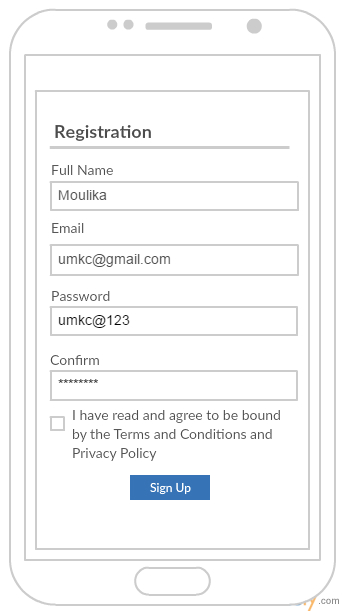 Registration
Full Name
Moulika
Email
umkc@gmail.com
Password
umkc@123
Confirm
********
I have read and agree to be bound
by the Terms and Conditions and
Privacy Policy
Sign Up
.com